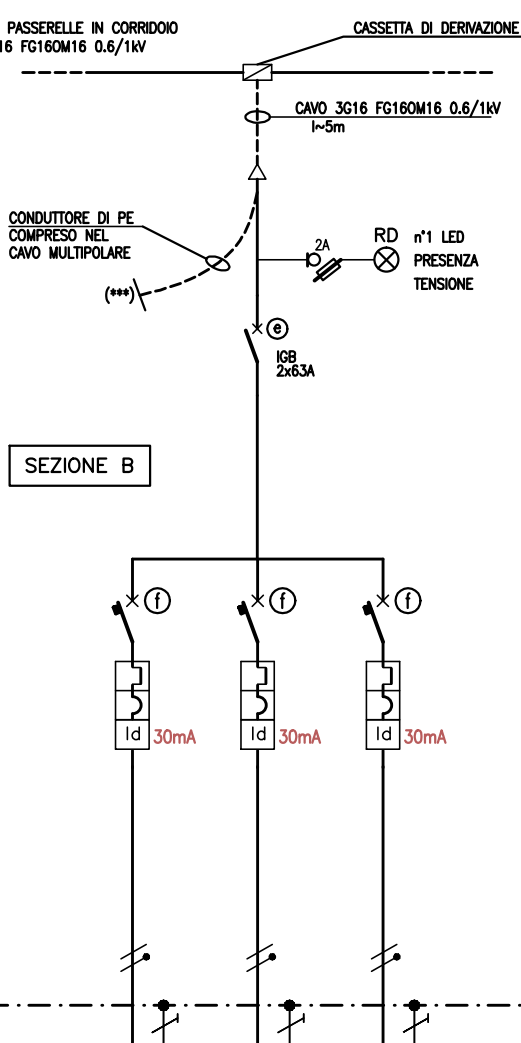 PASSERELLE IN CORRIDOIO
16 FG16OM16 0.6/1kV
CASSETTA DI DERIVAZIONE
CAVO 3G16 FG16OM16 0.6/1kV
l~5m
CONDUTTORE DI PE
COMPRESO NEL
CAVO MULTIPOLARE
(***)
2A
RD
n°1 LED
PRESENZA
TENSIONE
e
IGB
2x63A
SEZIONE B
f
f
f
Id
30mA
Id
30mA
Id
30mA